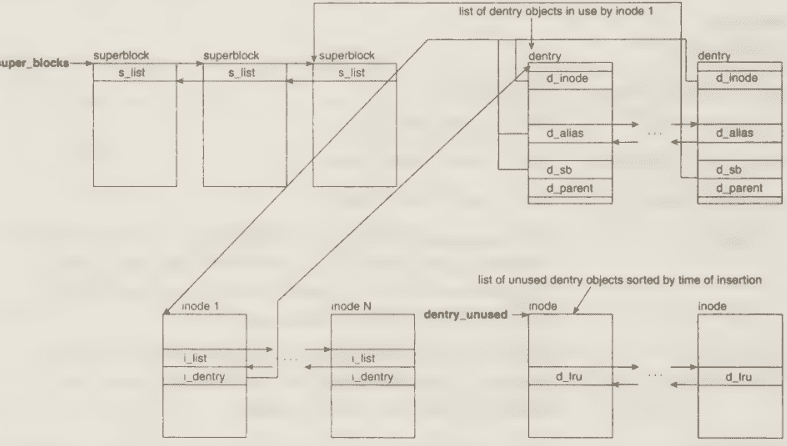 list of dentry objects in use by inode 1
super_blocks
superblock
superblock
superblock
s_list
s_list
s_list
dentry
dentry
d_inode
d_inode
d_alias
...
d_alias
d_sb
d_sb
d_parent
d_parent
list of unused dentry objects sorted by time of insertion
inode 1
inode N
dentry_unused
inode
inode
i_list
...
i_list
i_dentry
i_dentry
d_lru
...
d_lru